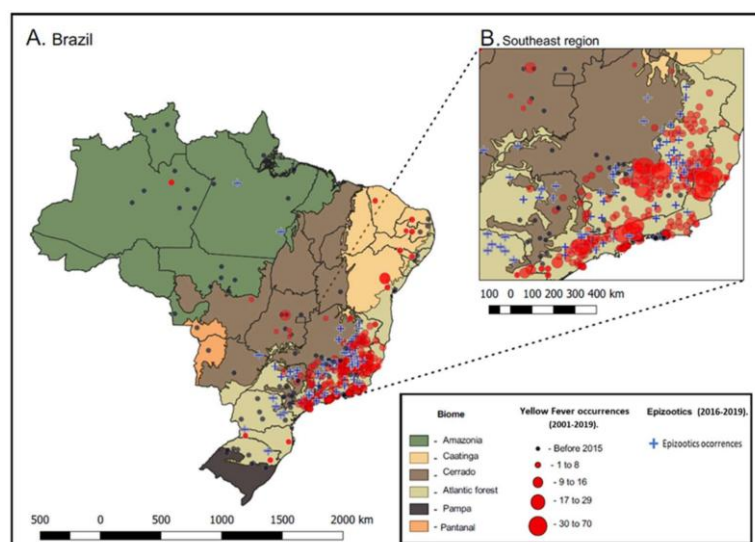 A. Brazil
B. Southeast region
100 0 100 200 300 400 km
Biome
- Amazonia
- Caatinga
- Cerrado
- Atlantic forest
- Pampa
- Pantanal
Yellow Fever occurrences
(2001-2019).
- Before 2015
- 1 to 8
- 9 to 16
- 17 to 29
- 30 to 70
Epizootics (2016-2019).
Epizootics ocorrences
500 0 500 1000 1500 2000 km